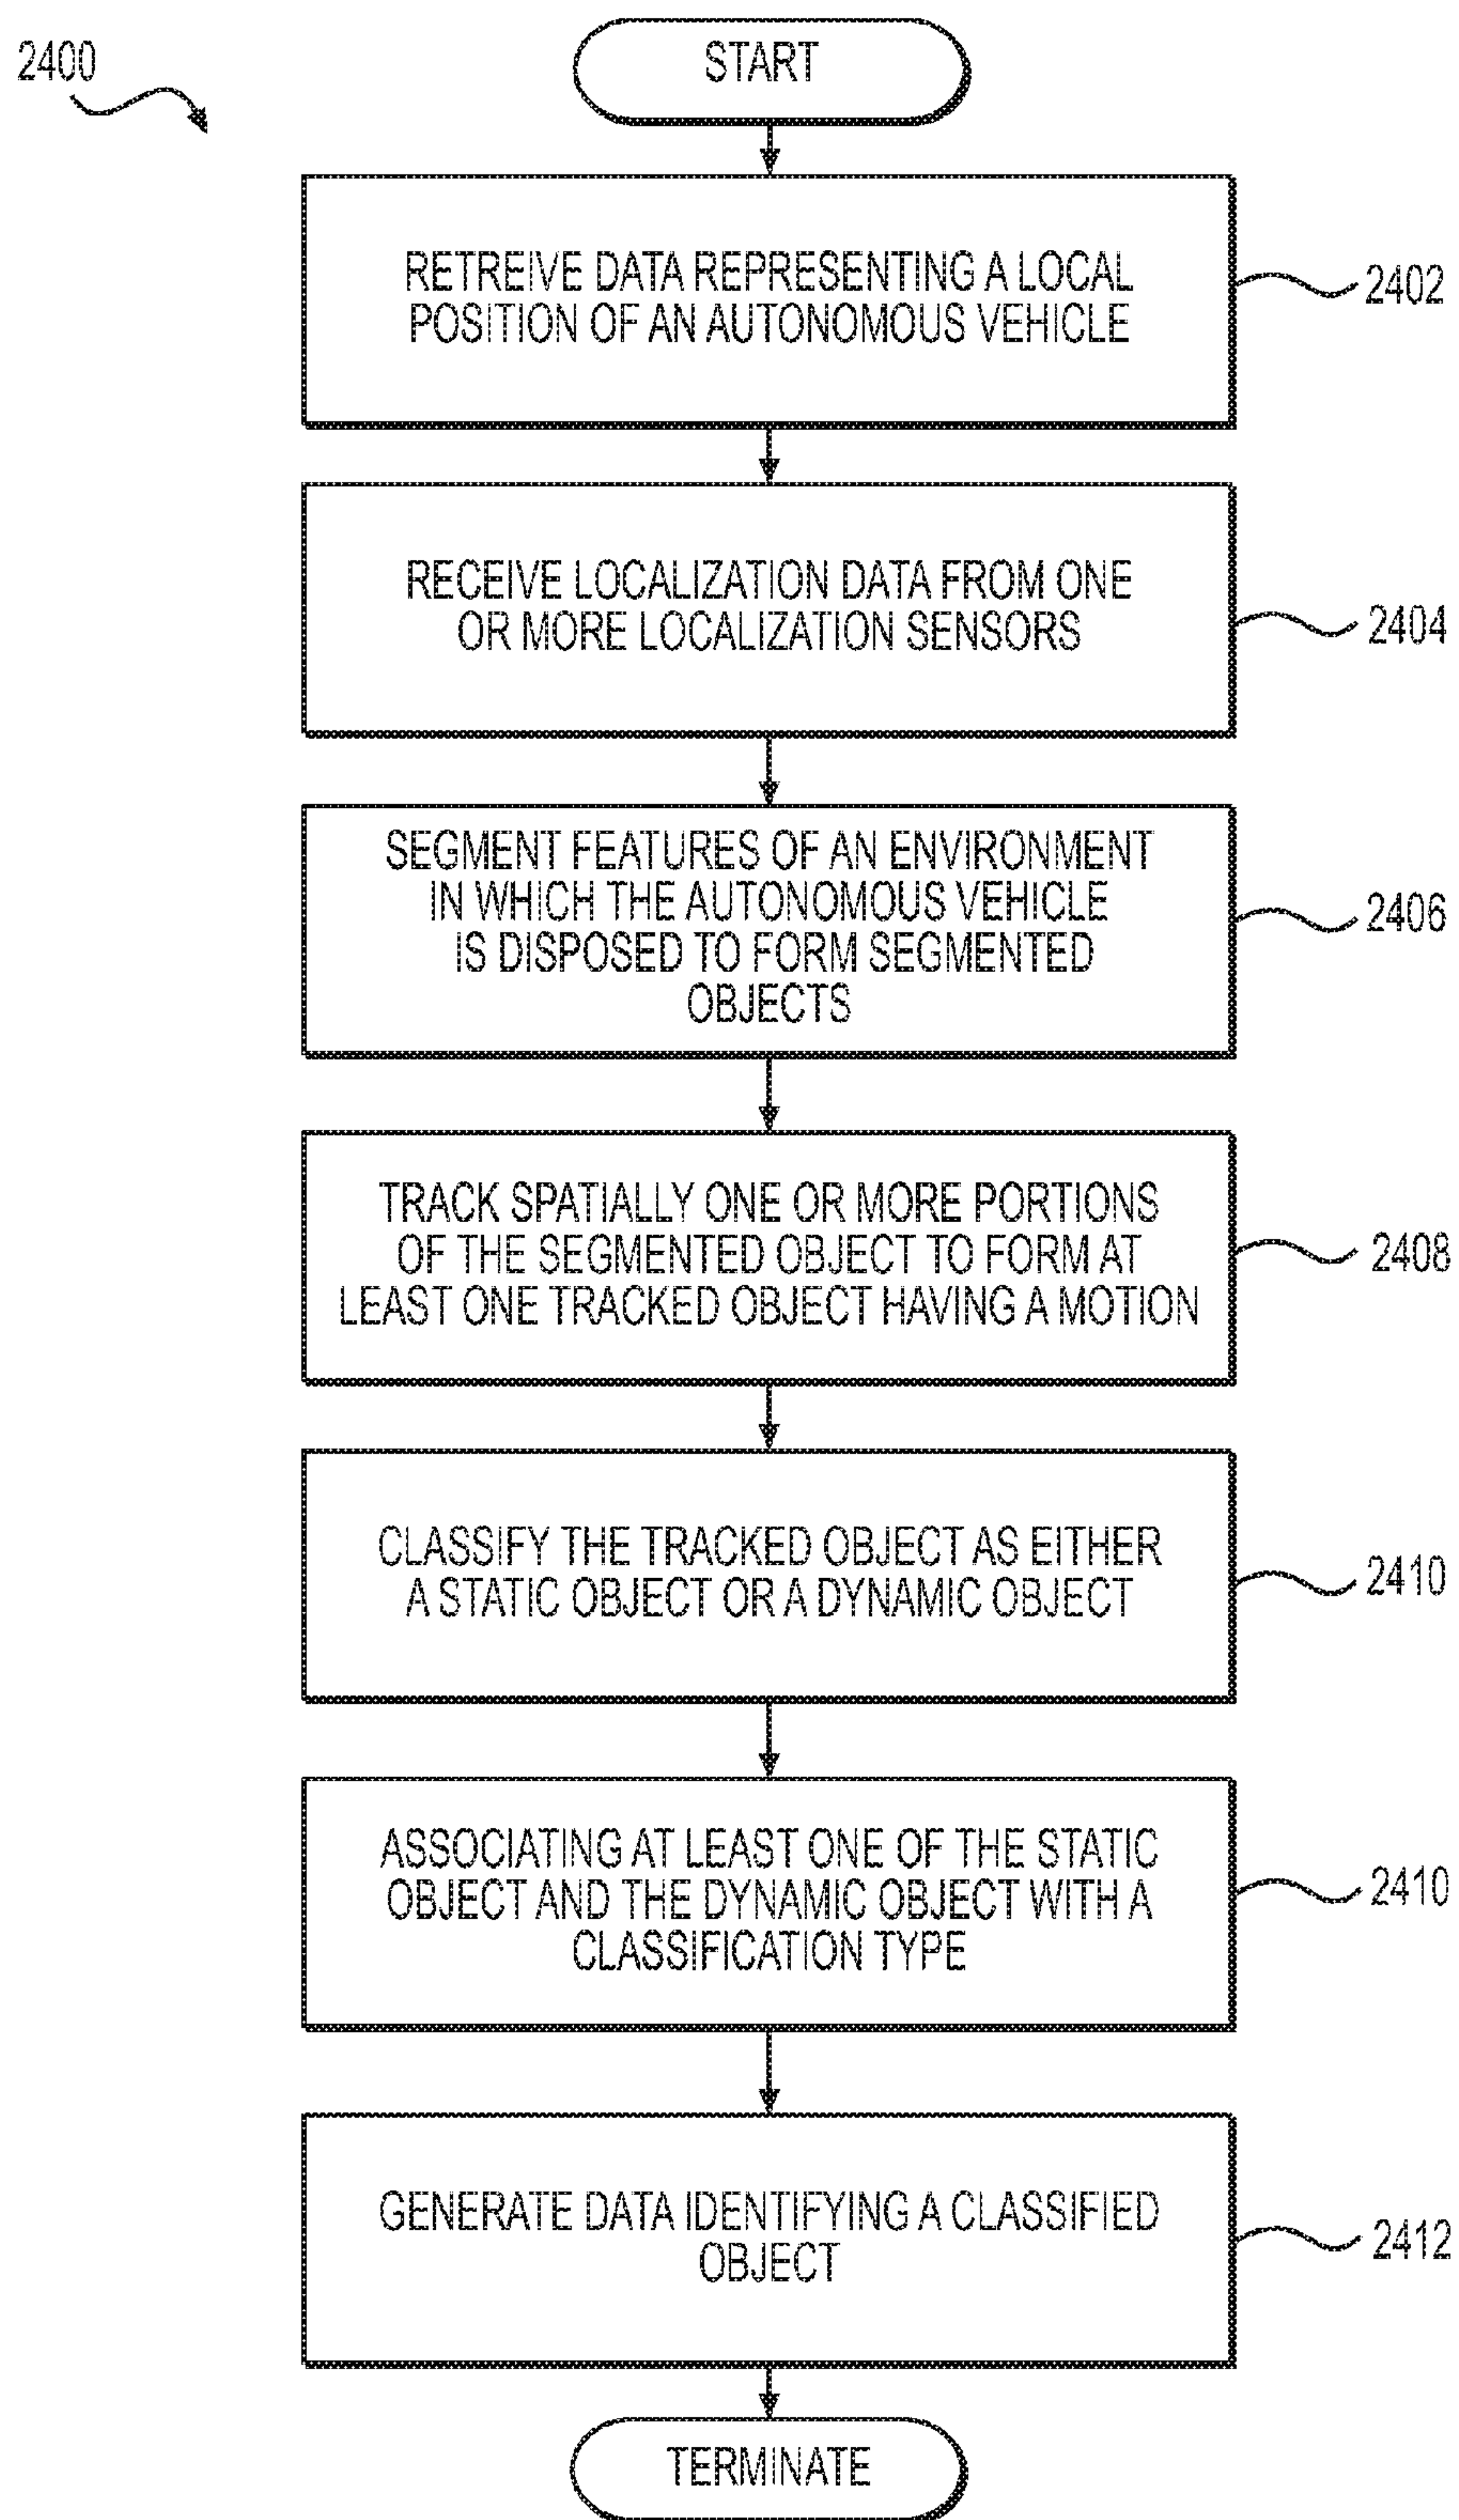 2400
START
RETREIVE DATA REPRESENTING A LOCAL
POSITION OF AN AUTONOMOUS VEHICLE
2402
RECEIVE LOCALIZATION DATA FROM ONE
OR MORE LOCALIZATION SENSORS
2404
SEGMENT FEATURES OF AN ENVIRONMENT
IN WHICH THE AUTONOMOUS VEHICLE
IS DISPOSED TO FORM SEGMENTED
OBJECTS
2406
TRACK SPATIALLY ONE OR MORE PORTIONS
OF THE SEGMENTED OBJECT TO FORM AT
LEAST ONE TRACKED OBJECT HAVING A MOTION
2408
CLASSIFY THE TRACKED OBJECT AS EITHER
A STATIC OBJECT OR A DYNAMIC OBJECT
2410
ASSOCIATING AT LEAST ONE OF THE STATIC
OBJECT AND THE DYNAMIC OBJECT WITH A
CLASSIFICATION TYPE
2410
GENERATE DATA IDENTIFYING A CLASSIFIED
OBJECT
2412
TERMINATE